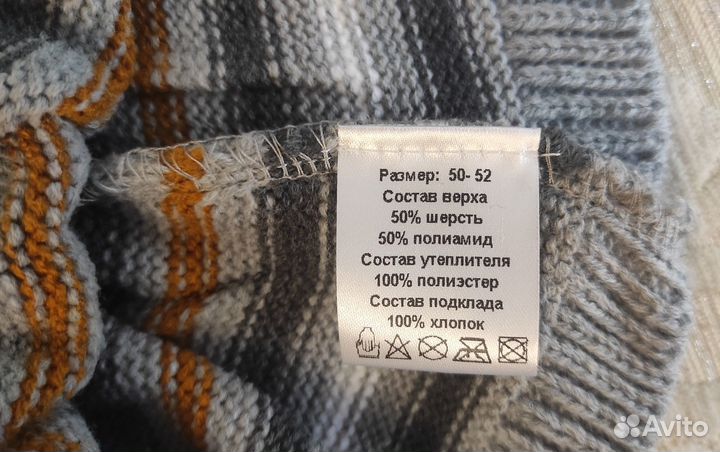 Размер: 50- 52
Состав верха
50% шерсть
50% полиамид
Состав утеплителя
100% полиэстер
Состав подклада
100% хлопок
Avito